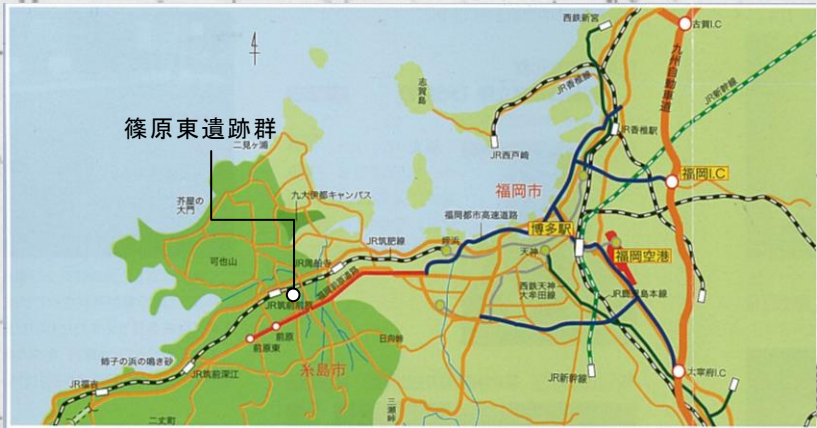 西鉄新宮
古賀I.C
九州自動車道
JR新幹線
志賀島
JR香椎線
JR香椎駅
JR西戸崎
篠原東遺跡群
二見ヶ浦
福岡市
福岡I.C
芥屋の
大門
九大伊都キャンパス
福岡都市高速道路
博多駅
JR筑肥線
姪浜
天神
福岡空港
可也山
JR周船寺
福岡前原道路
西鉄天神
大牟田線
JR鹿児島本線
JR筑前前原
前原
前原東
日向峠
姉子の浜の鳴き砂
糸島市
JR筑前深江
JR福吉
JR新幹線
太宰府I.C
二丈町
三瀬峠